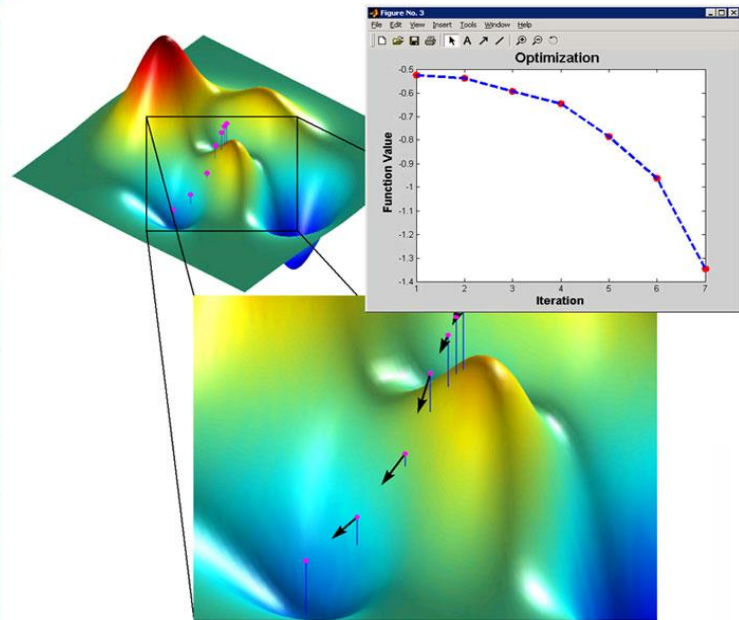 Figure No. 3
File Edit View Insert Tools Window Help
A
Optimization
Function Value
-0.5
-0.6
-0.7
-0.8
-0.9
-1
-1.1
-1.2
-1.3
-1.4
1 2 3 4 5 6 7
Iteration